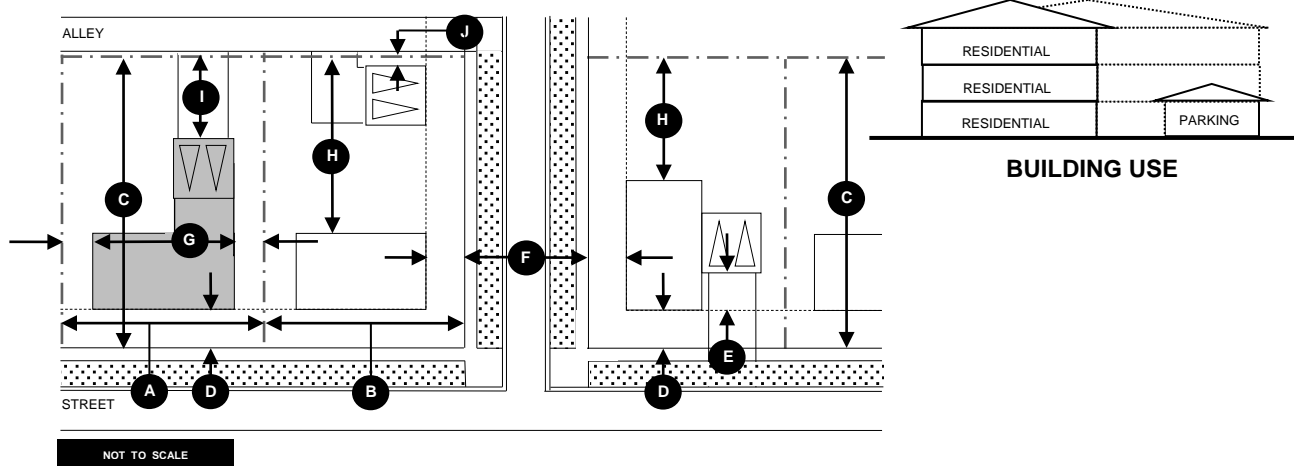 ALLEY
J
I
H
C
G
F
H
C
E
A
D
B
D
STREET
NOT TO SCALE
RESIDENTIAL
RESIDENTIAL
RESIDENTIAL
PARKING
BUILDING USE